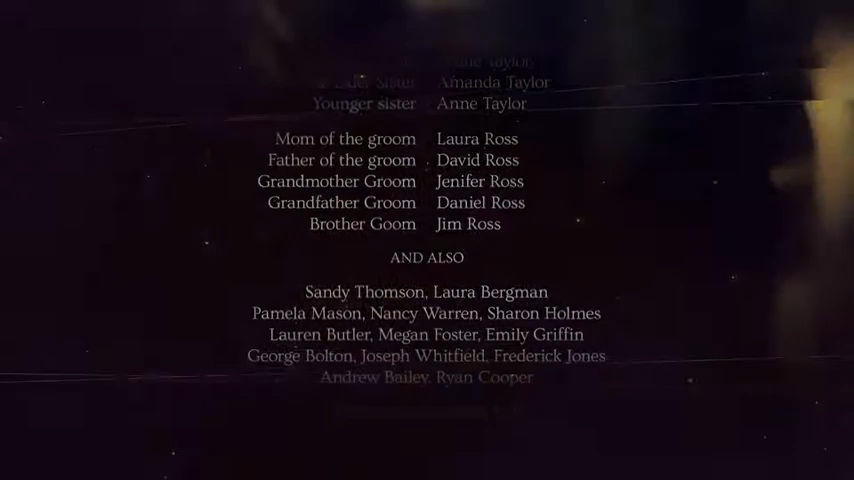 Taylor
Sister Amanda Taylor
Younger sister Anne Taylor
Mom of the groom Laura Ross
Father of the groom David Ross
Grandmother Groom Jenifer Ross
Grandfather Groom Daniel Ross
Brother Goom Jim Ross
AND ALSO
Sandy Thomson, Laura Bergman
Pamela Mason, Nancy Warren, Sharon Holmes
Lauren Butler, Megan Foster, Emily Griffin
George Bolton, Joseph Whitfield, Frederick Jones
Andrew Bailey, Ryan Cooper